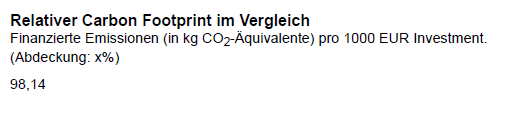 Relativer Carbon Footprint im Vergleich
Finanzierte Emissionen (in kg CO₂-Äquivalente) pro 1000 EUR Investment.
(Abdeckung: x%)
98,14